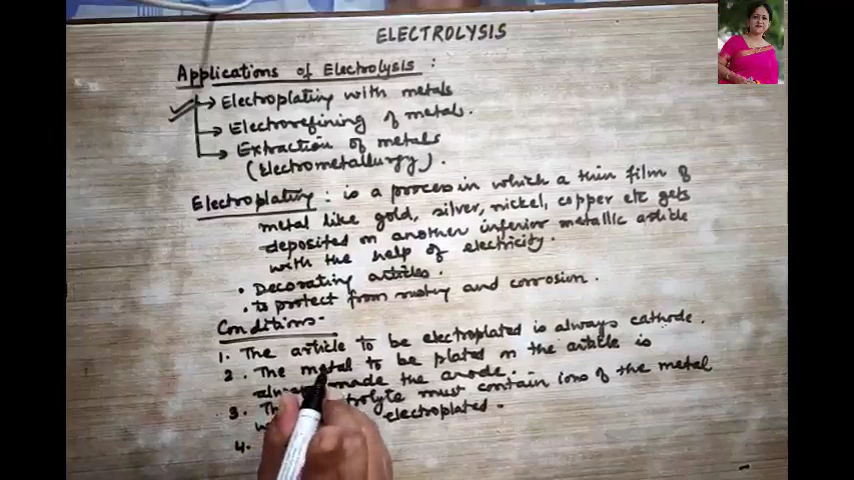 ELECTROLYSIS
Applications of Electrolysis :
Electroplating with metals
Electrorefining of metals.
Extraction of metals
(Electrometallurgy).
Electroplating : is a process in which a thin film of
metal like gold, silver, nickel, copper etc gets
deposited on another inferior metallic article
with the help of electricity.
• Decorating articles.
• to protect from rusting and corrosion.
Conditions-
1. The article to be electroplated is always cathode.
2. The metal to be plated on the article is
made the anode.
3. must contain ions of the metal
electroplated.
4.